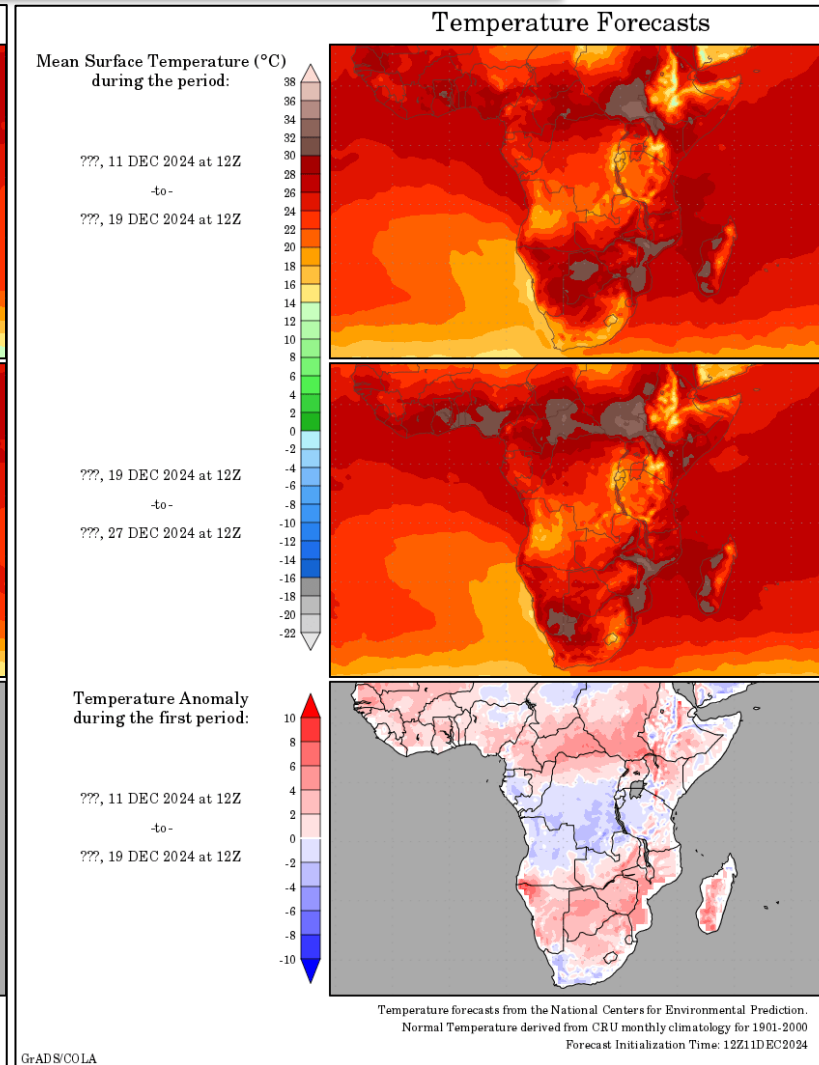 Temperature Forecasts
Mean Surface Temperature (°C)
during the period:
???, 11 DEC 2024 at 12Z
-to-
???, 19 DEC 2024 at 12Z
38
36
34
32
30
28
26
24
22
20
18
16
14
12
10
8
6
4
2
0
-2
-4
-6
-8
-10
-12
-14
-16
-18
-20
-22
???, 19 DEC 2024 at 12Z
-to-
???, 27 DEC 2024 at 12Z
Temperature Anomaly
during the first period:
???, 11 DEC 2024 at 12Z
-to-
???, 19 DEC 2024 at 12Z
10
8
6
4
2
0
-2
-4
-6
-8
-10
Temperature forecasts from the National Centers for Environmental Prediction.
Normal Temperature derived from CRU monthly climatology for 1901-2000
Forecast Initialization Time: 12Z11DEC2024
GrADS/COLA